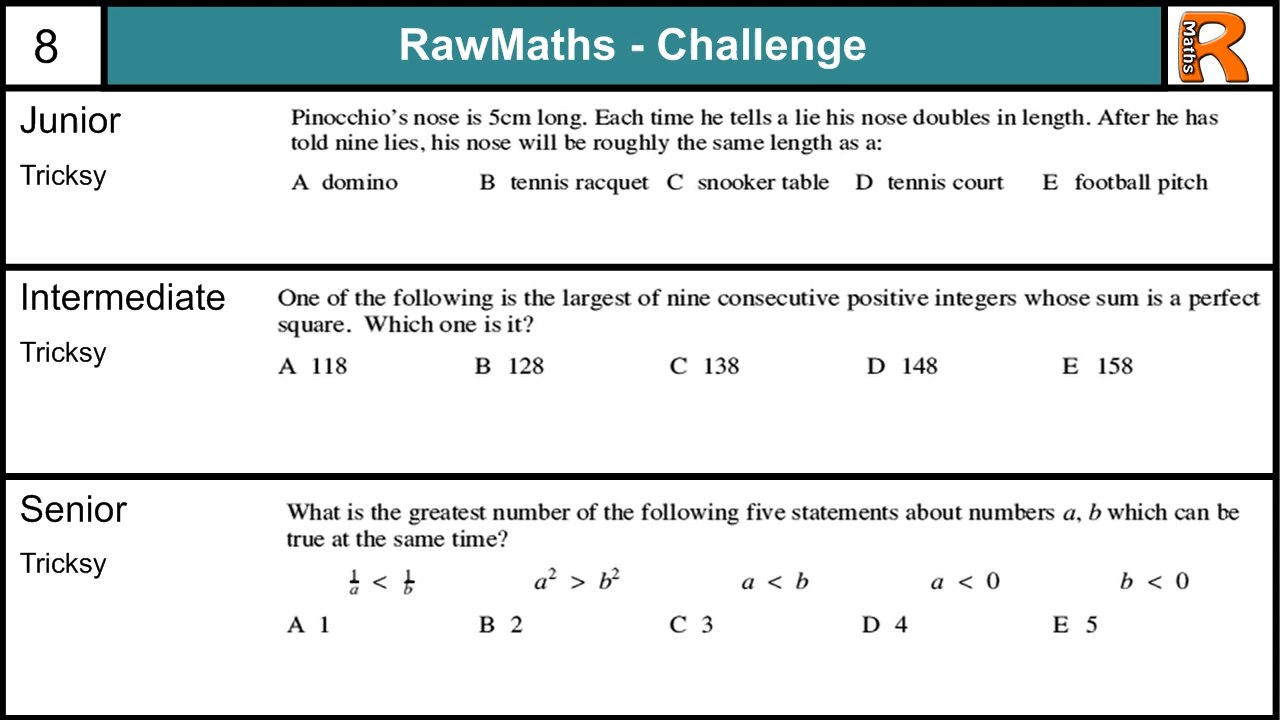 8
RawMaths - Challenge
Maths
R
Junior
Tricksy
Pinocchio's nose is 5cm long. Each time he tells a lie his nose doubles in length. After he has
told nine lies, his nose will be roughly the same length as a:
A domino B tennis racquet C snooker table D tennis court E football pitch
Intermediate
Tricksy
One of the following is the largest of nine consecutive positive integers whose sum is a perfect
square. Which one is it?
A 118 B 128 C 138 D 148 E 158
Senior
Tricksy
What is the greatest number of the following five statements about numbers a, b which can be
true at the same time?
1/a < 1/b a² > b² a < b a < 0 b < 0
A 1 B 2 C 3 D 4 E 5